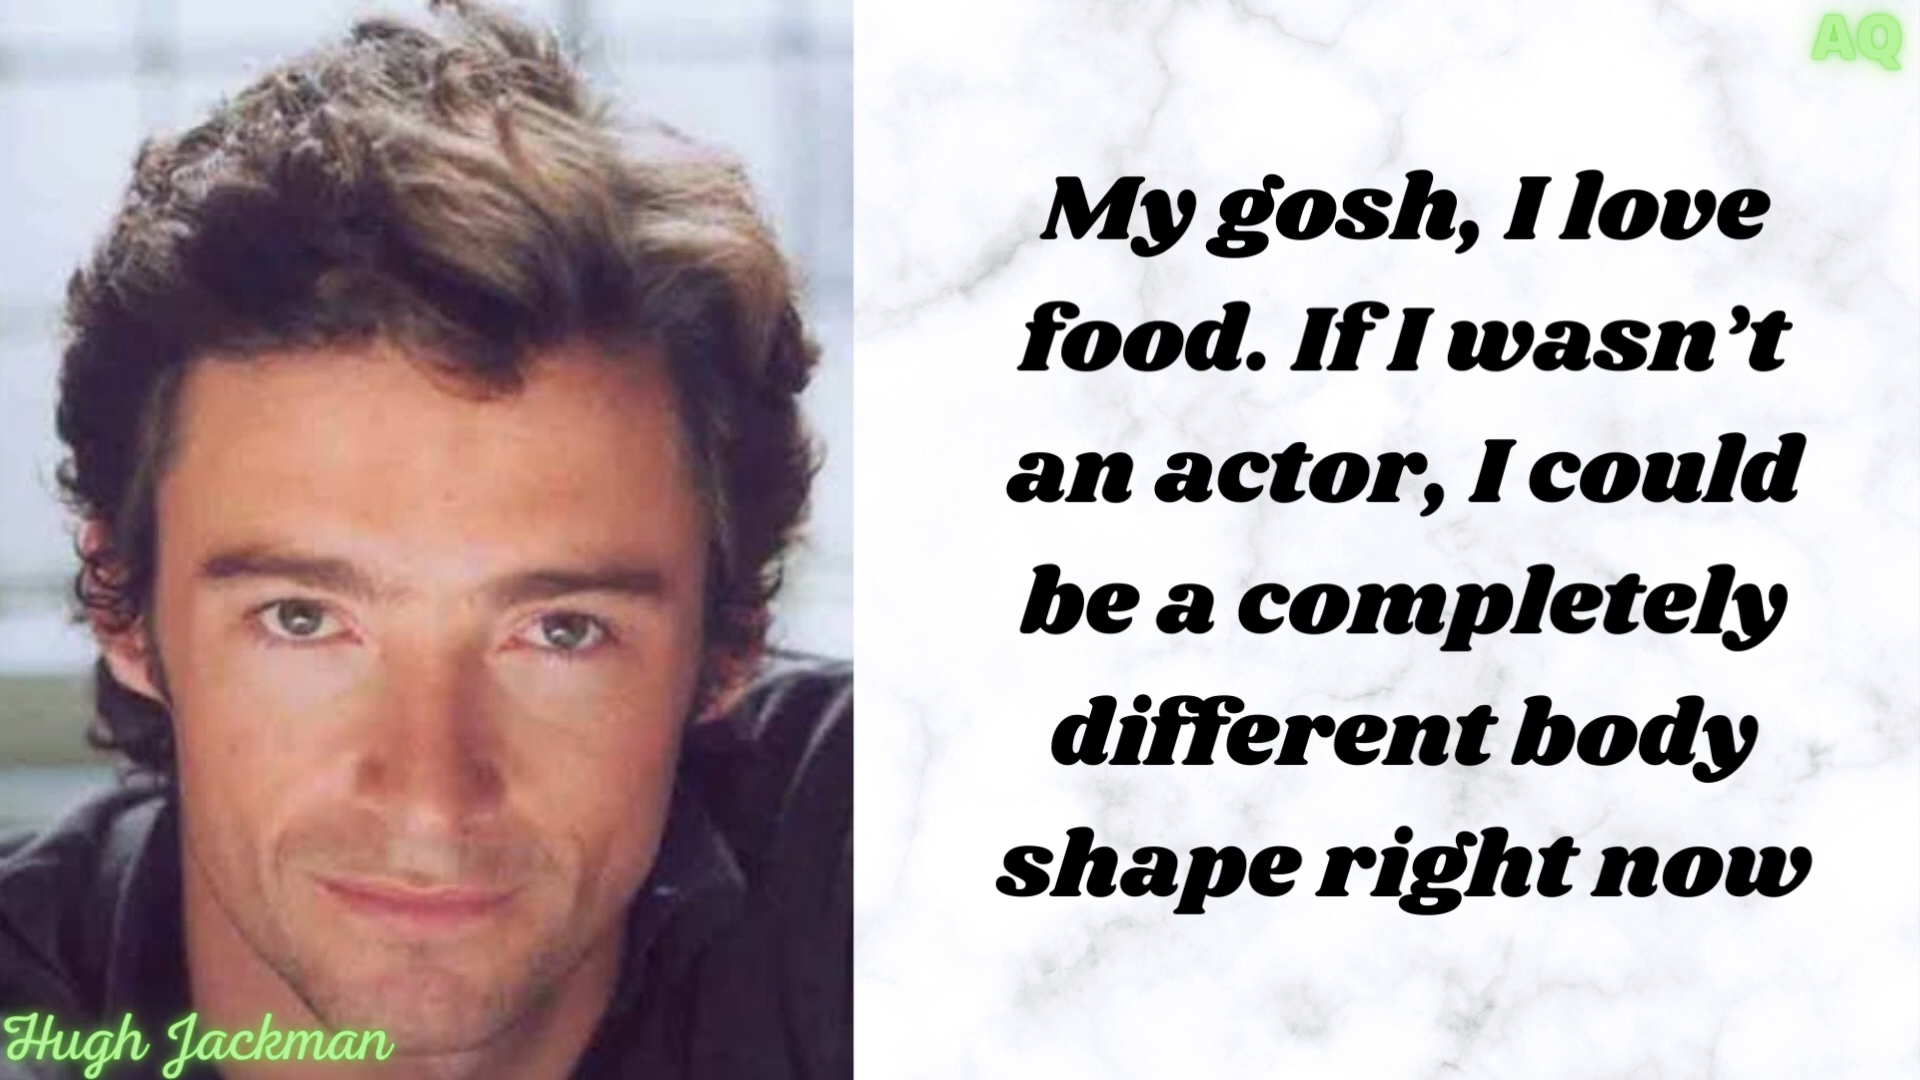 AQ
My gosh, I love
food. If I wasn’t
an actor, I could
be a completely
different body
shape right now
Hugh Jackman